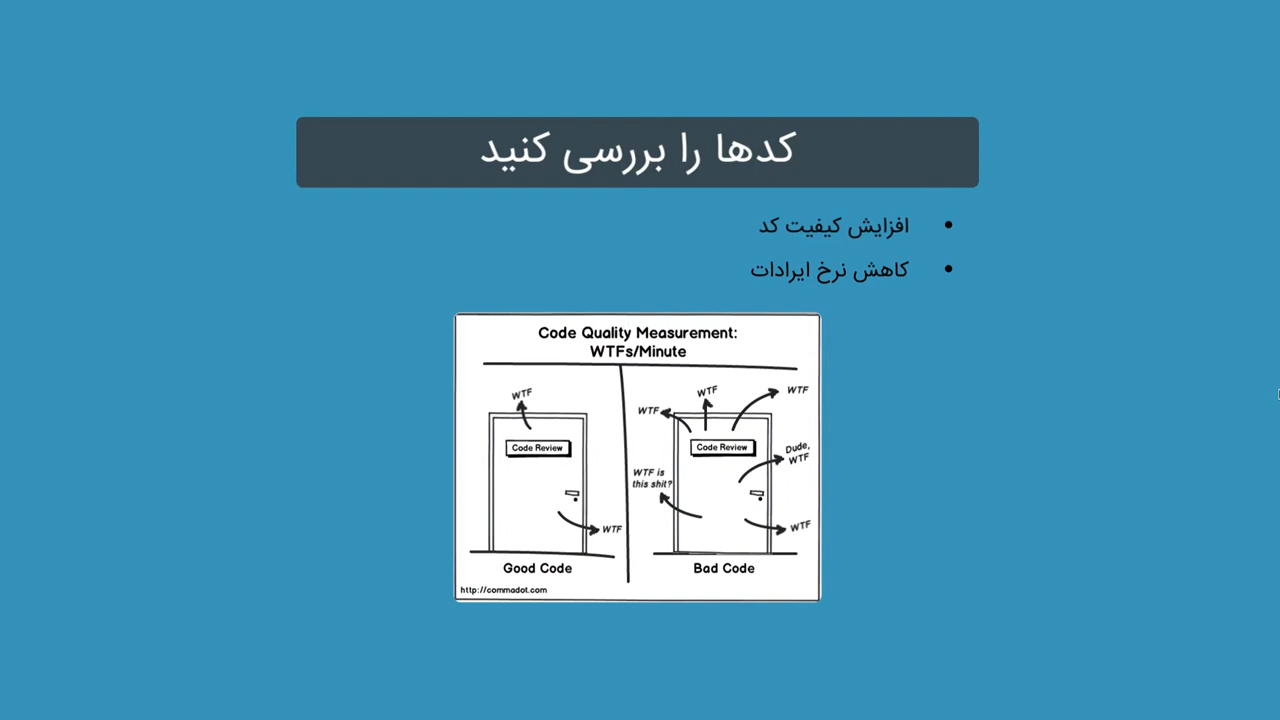 کدها را بررسی کنید
افزایش کیفیت کد
کاهش نرخ ایرادات
Code Quality Measurement:
WTFs/Minute
WTF
Code Review
WTF
Good Code
WTF
WTF
WTF
Code Review
Dude,
WTF
WTF is
this shit?
WTF
Bad Code
http://commadot.com